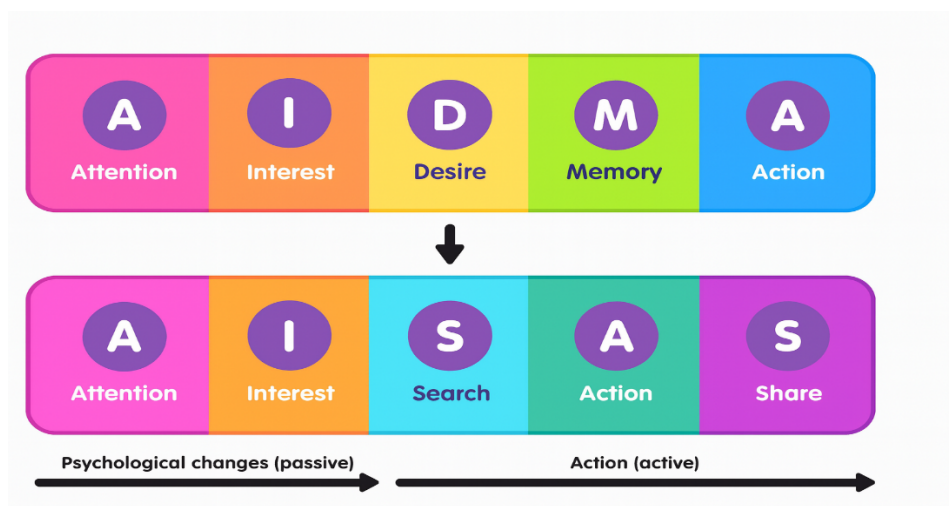 A I D M A
Attention Interest Desire Memory Action
A I S A S
Attention Interest Search Action Share
Psychological changes (passive) Action (active)